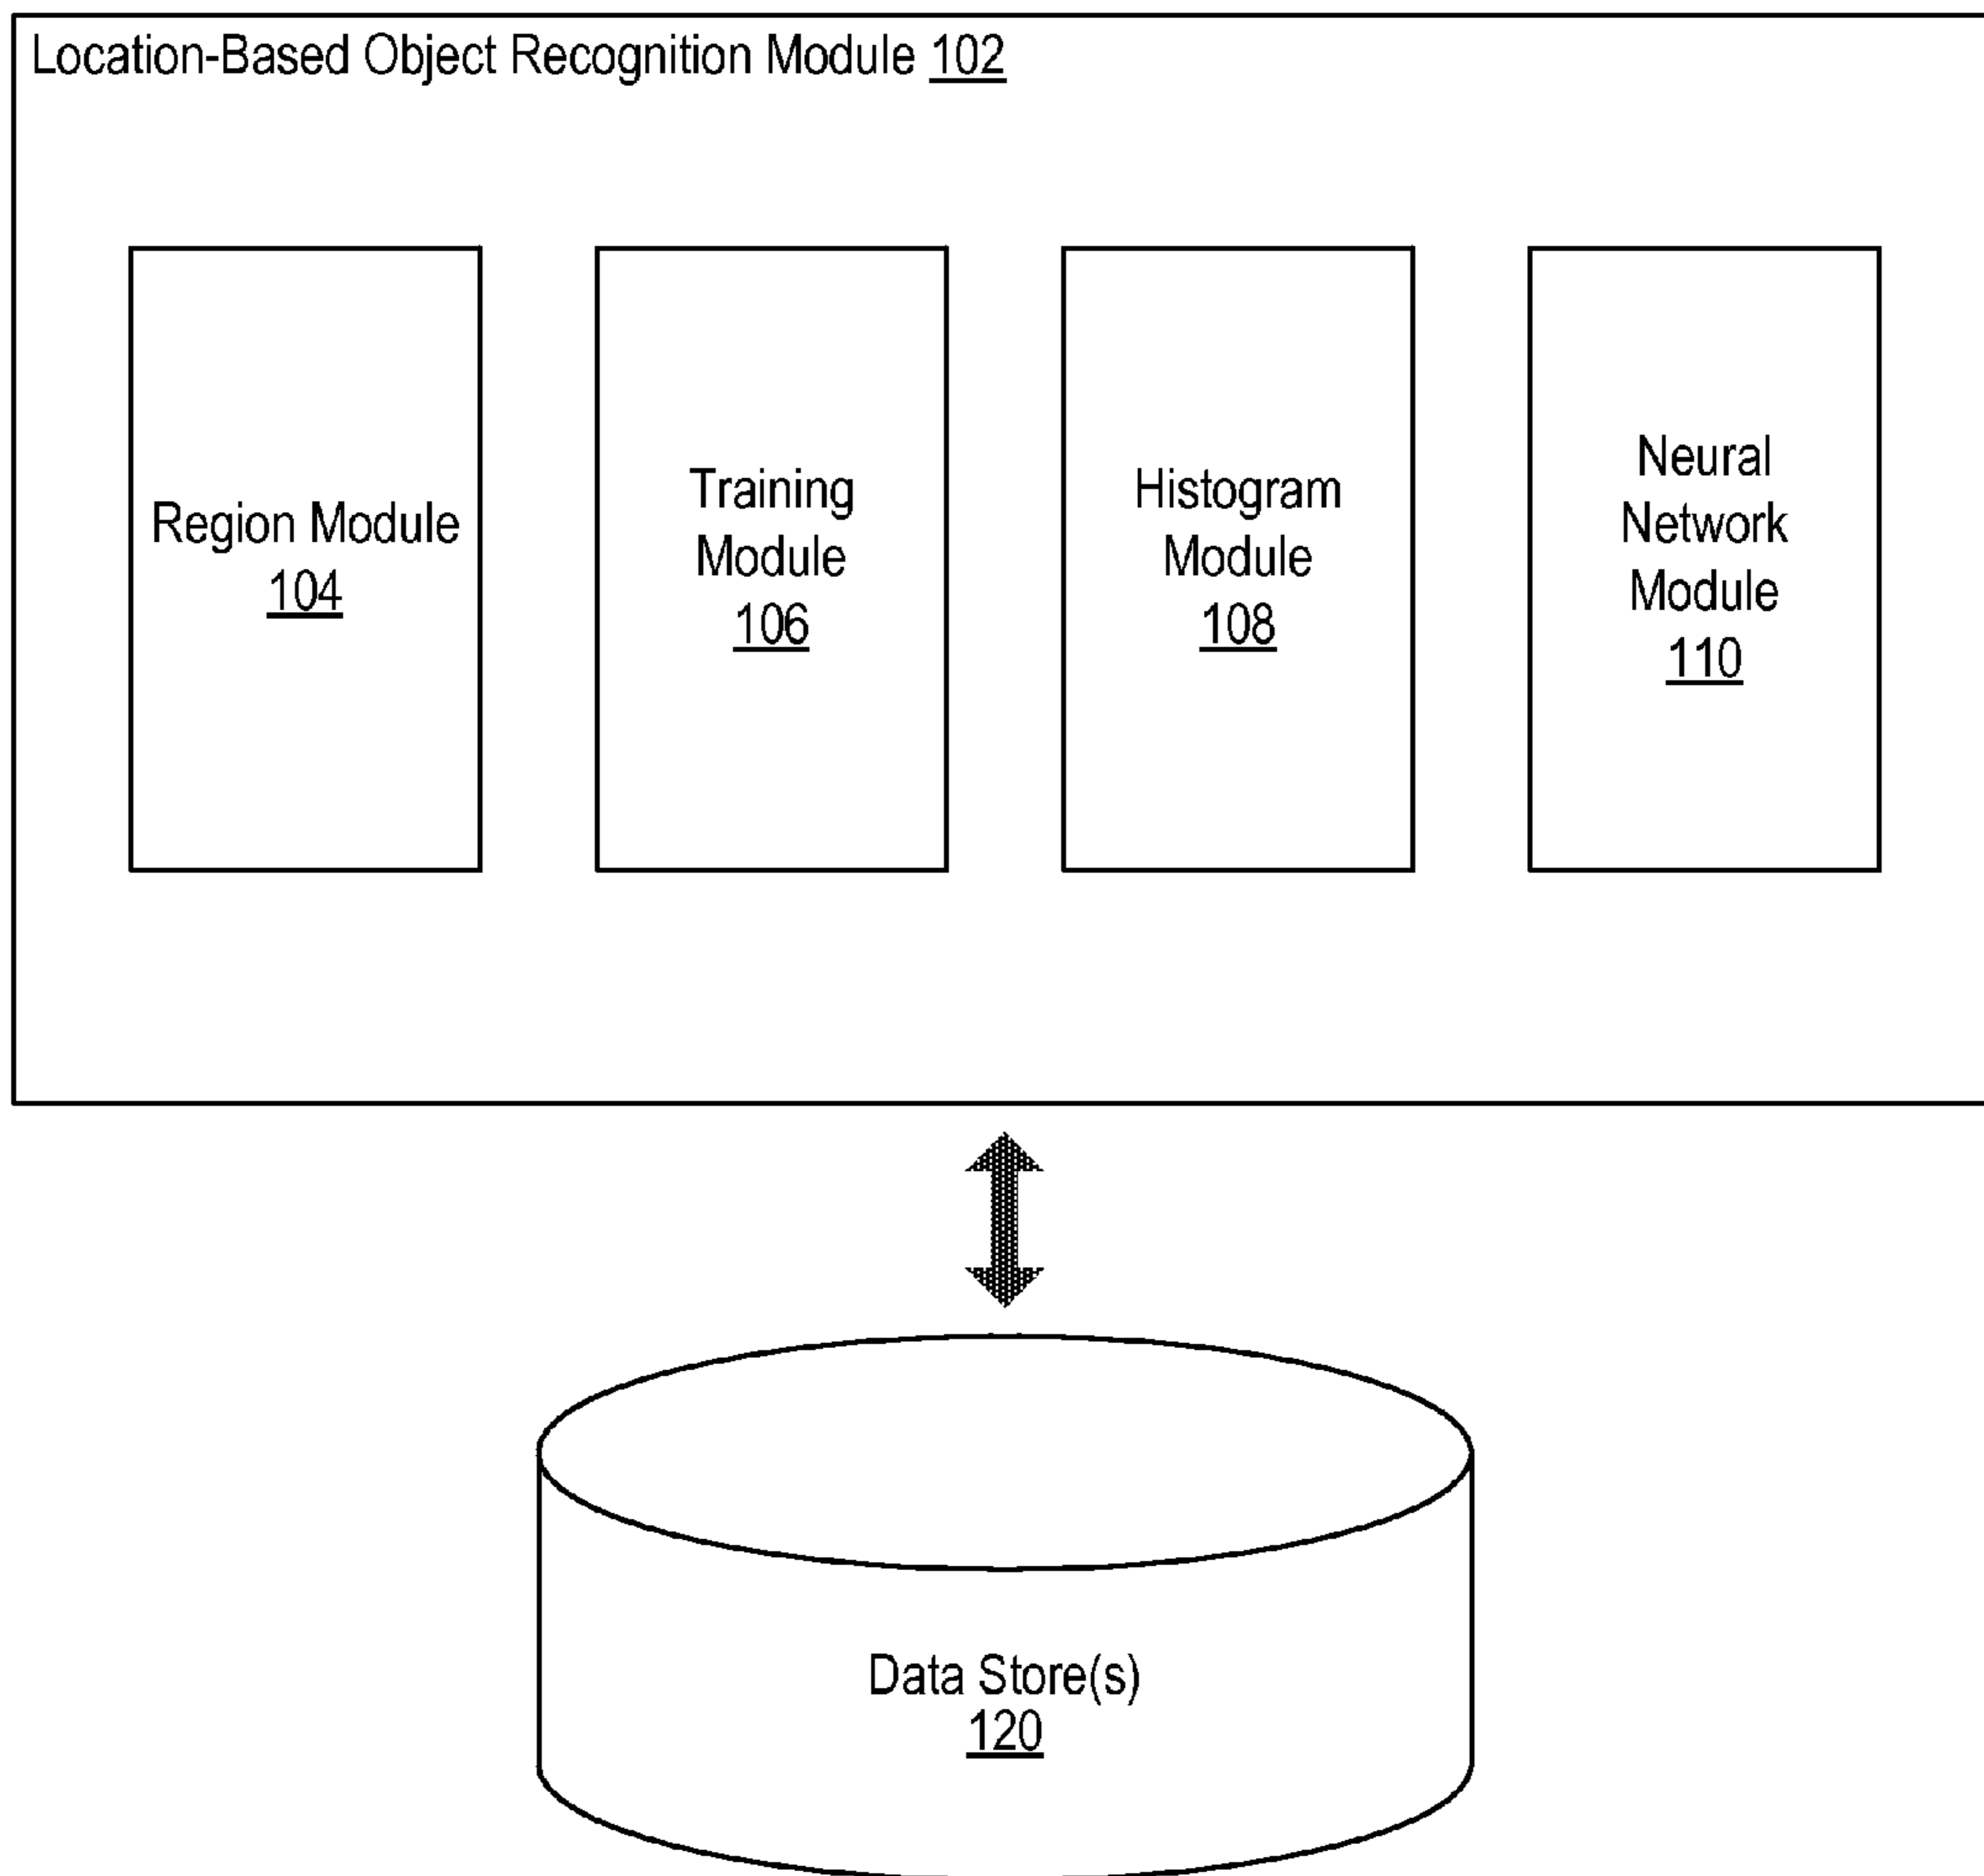 Location-Based Object Recognition Module 102
Region Module
104
Training
Module
106
Histogram
Module
108
Neural
Network
Module
110
Data Store(s)
120